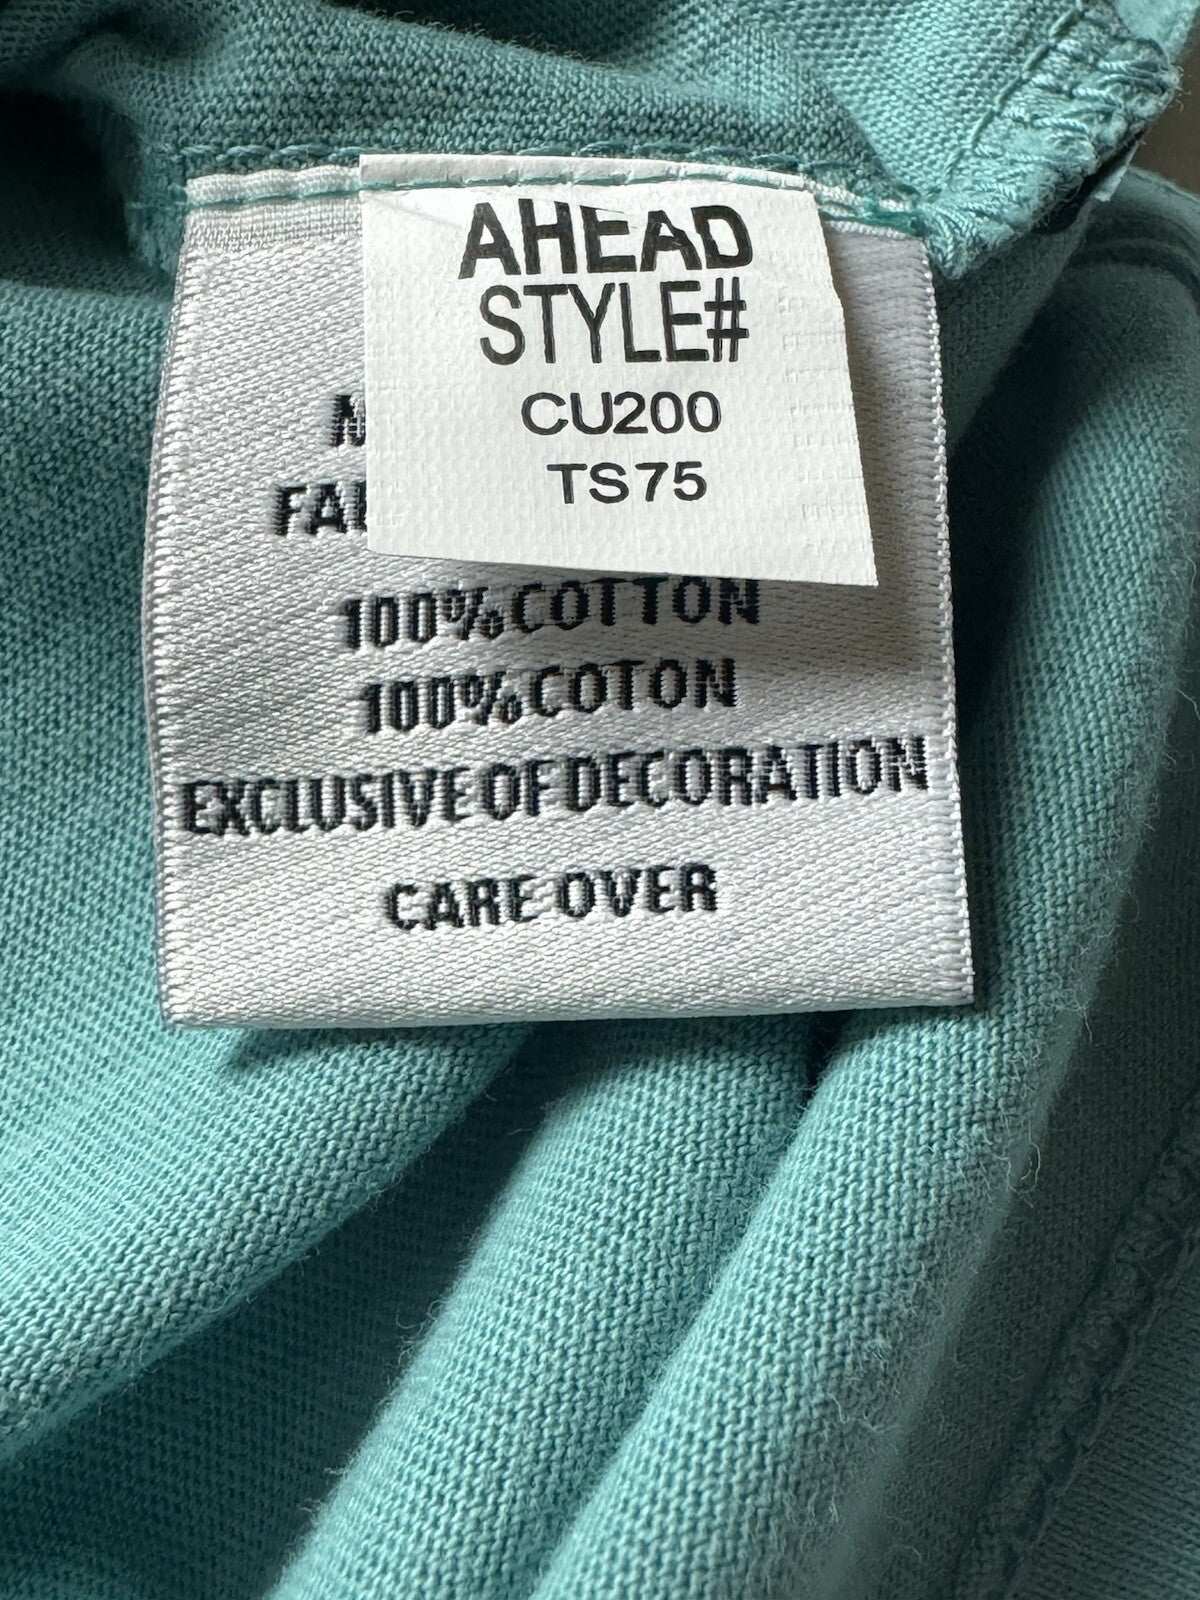 AHEAD
STYLE#
CU200
TS75
100% COTTON
100% COTON
EXCLUSIVE OF DECORATION
CARE OVER